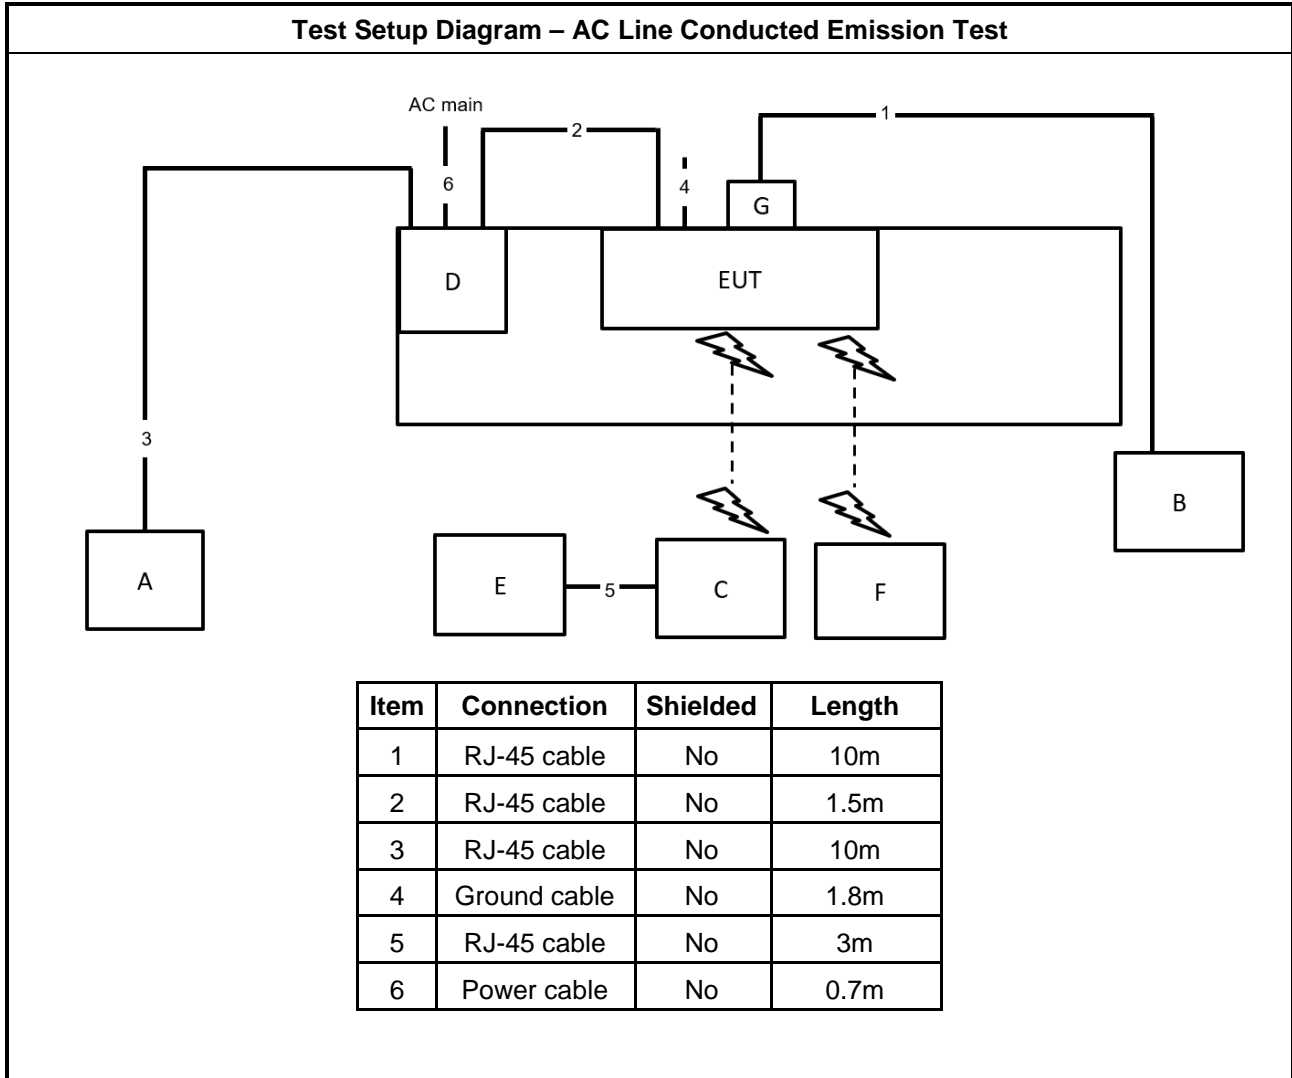 Test Setup Diagram – AC Line Conducted Emission Test
AC main
1
2
6
4
G
D
EUT
3
B
A
E
5
C
F
Item Connection Shielded Length
1 RJ-45 cable No 10m
2 RJ-45 cable No 1.5m
3 RJ-45 cable No 10m
4 Ground cable No 1.8m
5 RJ-45 cable No 3m
6 Power cable No 0.7m